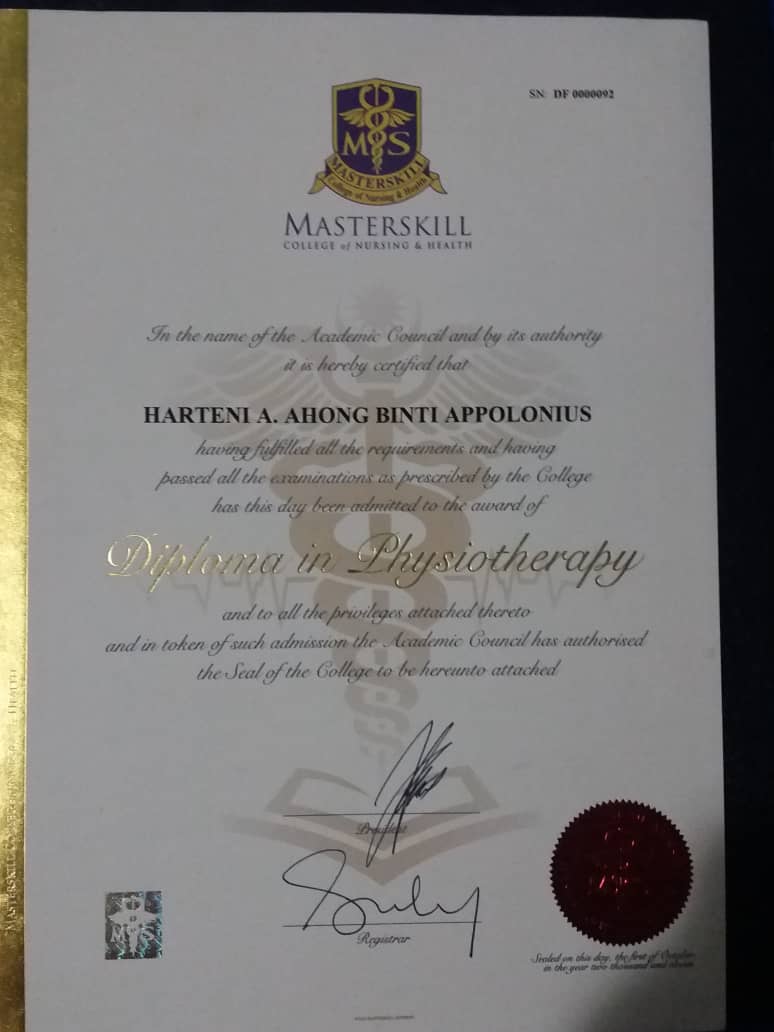 SN: DF 0000092
MS
MASTERSKILL
College of Nursing & Health
MASTERSKILL
COLLEGE of NURSING & HEALTH
In the name of the Academic Council and by its authority
it is hereby certified that
HARTENI A. AHONG BINTI APPOLONIUS
having fulfilled all the requirements and having
passed all the examinations as prescribed by the College
has this day been admitted to the award of
Diploma in Physiotherapy
and to all the privileges attached thereto
and in token of such admission the Academic Council has authorised
the Seal of the College to be hereunto attached
President
Registrar
MS
Sealed on this day, the first of October
in the year two thousand and